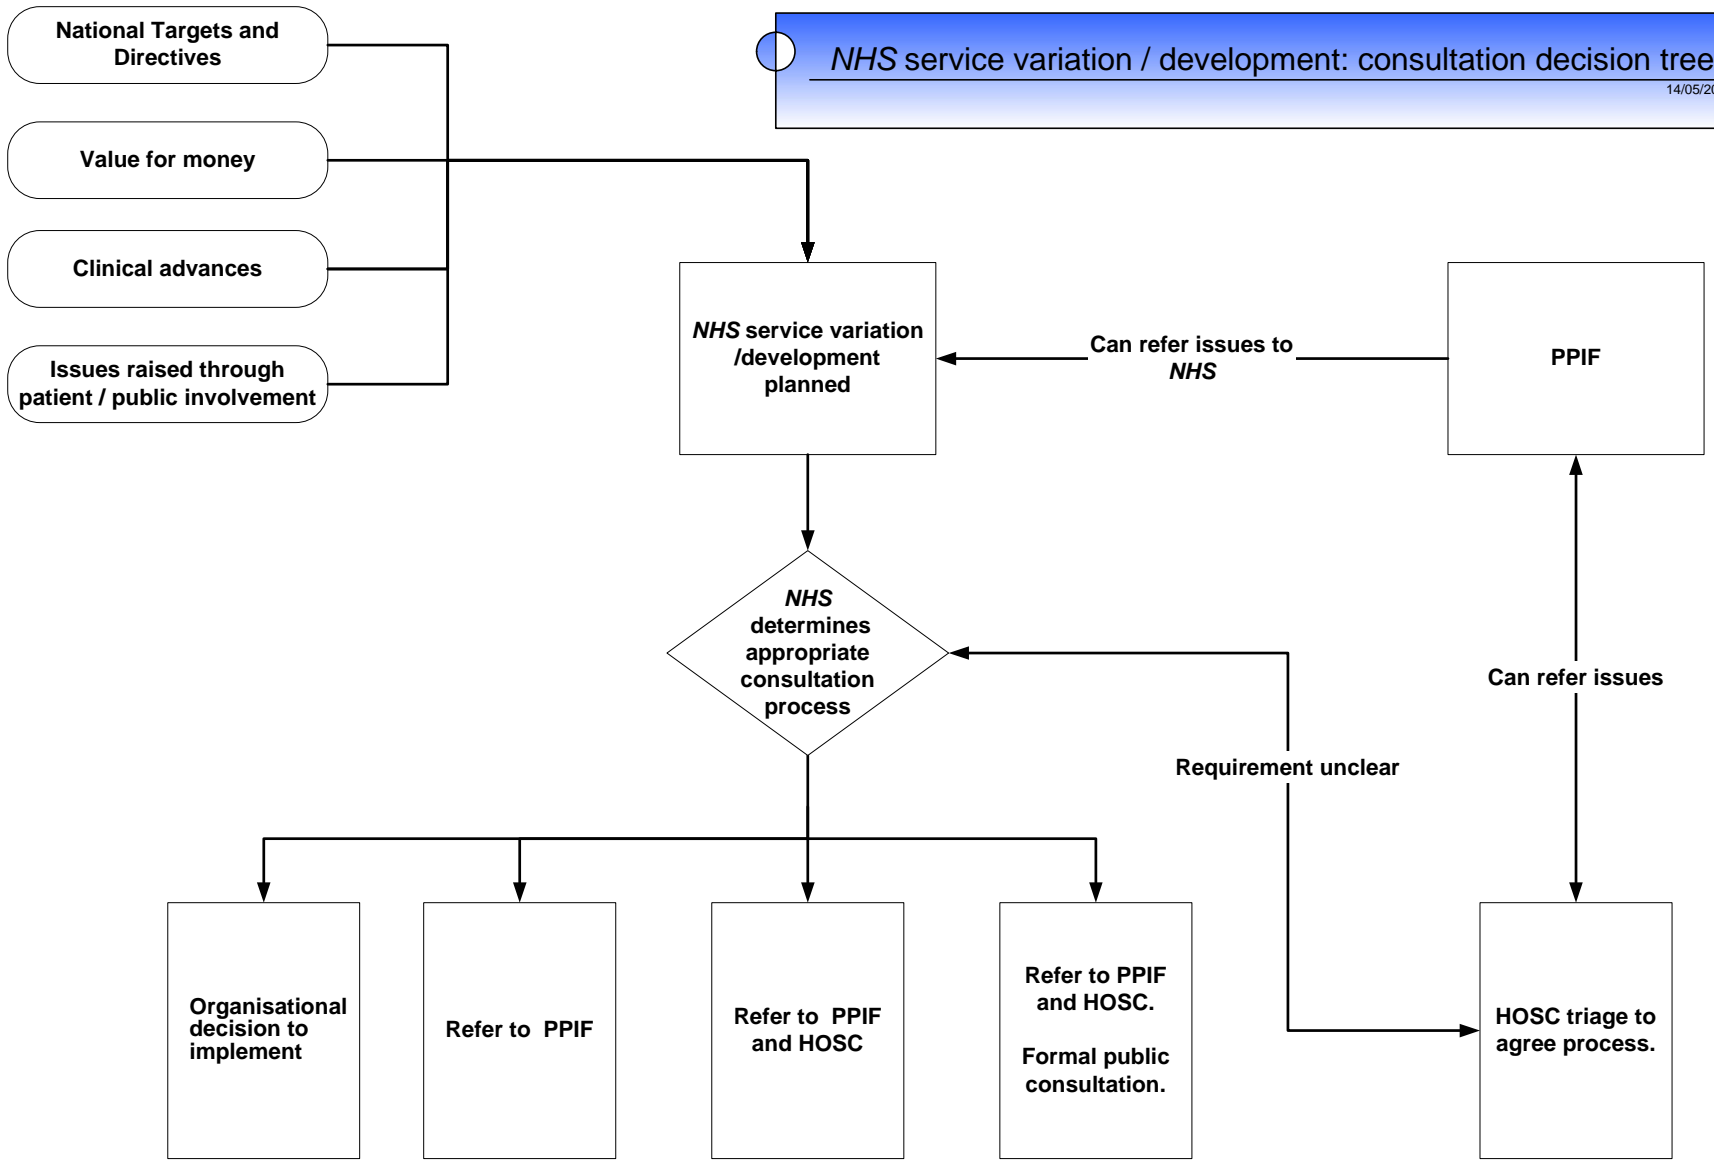 National Targets and
Directives
NHS service variation / development: consultation decision tree
14/05/20
Value for money
Clinical advances
Issues raised through
patient / public involvement
NHS service variation
/development
planned
Can refer issues to
NHS
PPIF
NHS
determines
appropriate
consultation
process
Can refer issues
Requirement unclear
Organisational
decision to
implement
Refer to PPIF
Refer to PPIF
and HOSC
Refer to PPIF
and HOSC.
Formal public
consultation.
HOSC triage to
agree process.